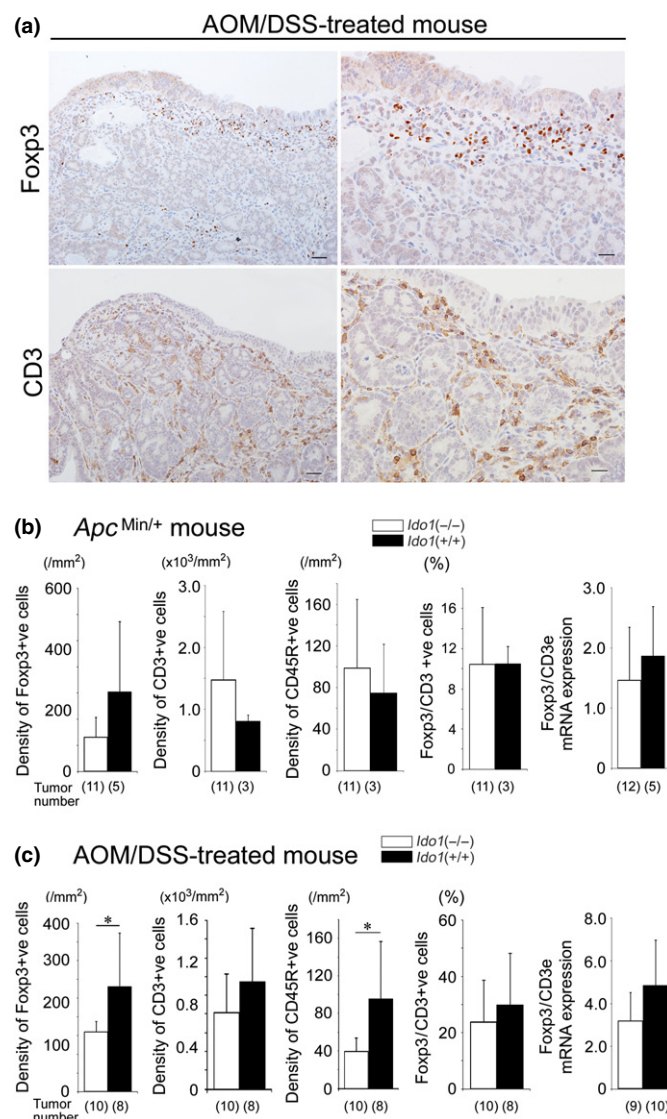 (a)
AOM/DSS-treated mouse
Foxp3
CD3
(b) Apc Min/+ mouse
Ido1(−/−)
Ido1(+/+)
(/mm2)
Density of Foxp3+ve cells
600
400
200
0
(x103/mm2)
Density of CD3+ve cells
3.0
2.0
1.0
0
(/mm2)
Density of CD45R+ve cells
160
120
80
40
0
(%)
Foxp3/CD3 +ve cells
16
12
8
4
0
Foxp3/CD3e
mRNA expression
3.0
2.0
1.0
0
Tumor
number
(11) (5)
(11) (3)
(11) (3)
(11) (3)
(12) (5)
(c) AOM/DSS-treated mouse
Ido1(−/−)
Ido1(+/+)
(/mm2)
Density of Foxp3+ve cells
400
300
200
100
0
*
(x103/mm2)
Density of CD3+ve cells
1.6
1.2
0.8
0.4
0
(/mm2)
Density of CD45R+ve cells
160
120
80
40
0
*
(%)
Foxp3/CD3+ve cells
60
40
20
0
Foxp3/CD3e
mRNA expression
8.0
6.0
4.0
2.0
0
Tumor
number
(10) (8)
(10) (8)
(10) (8)
(10) (8)
(9) (10)